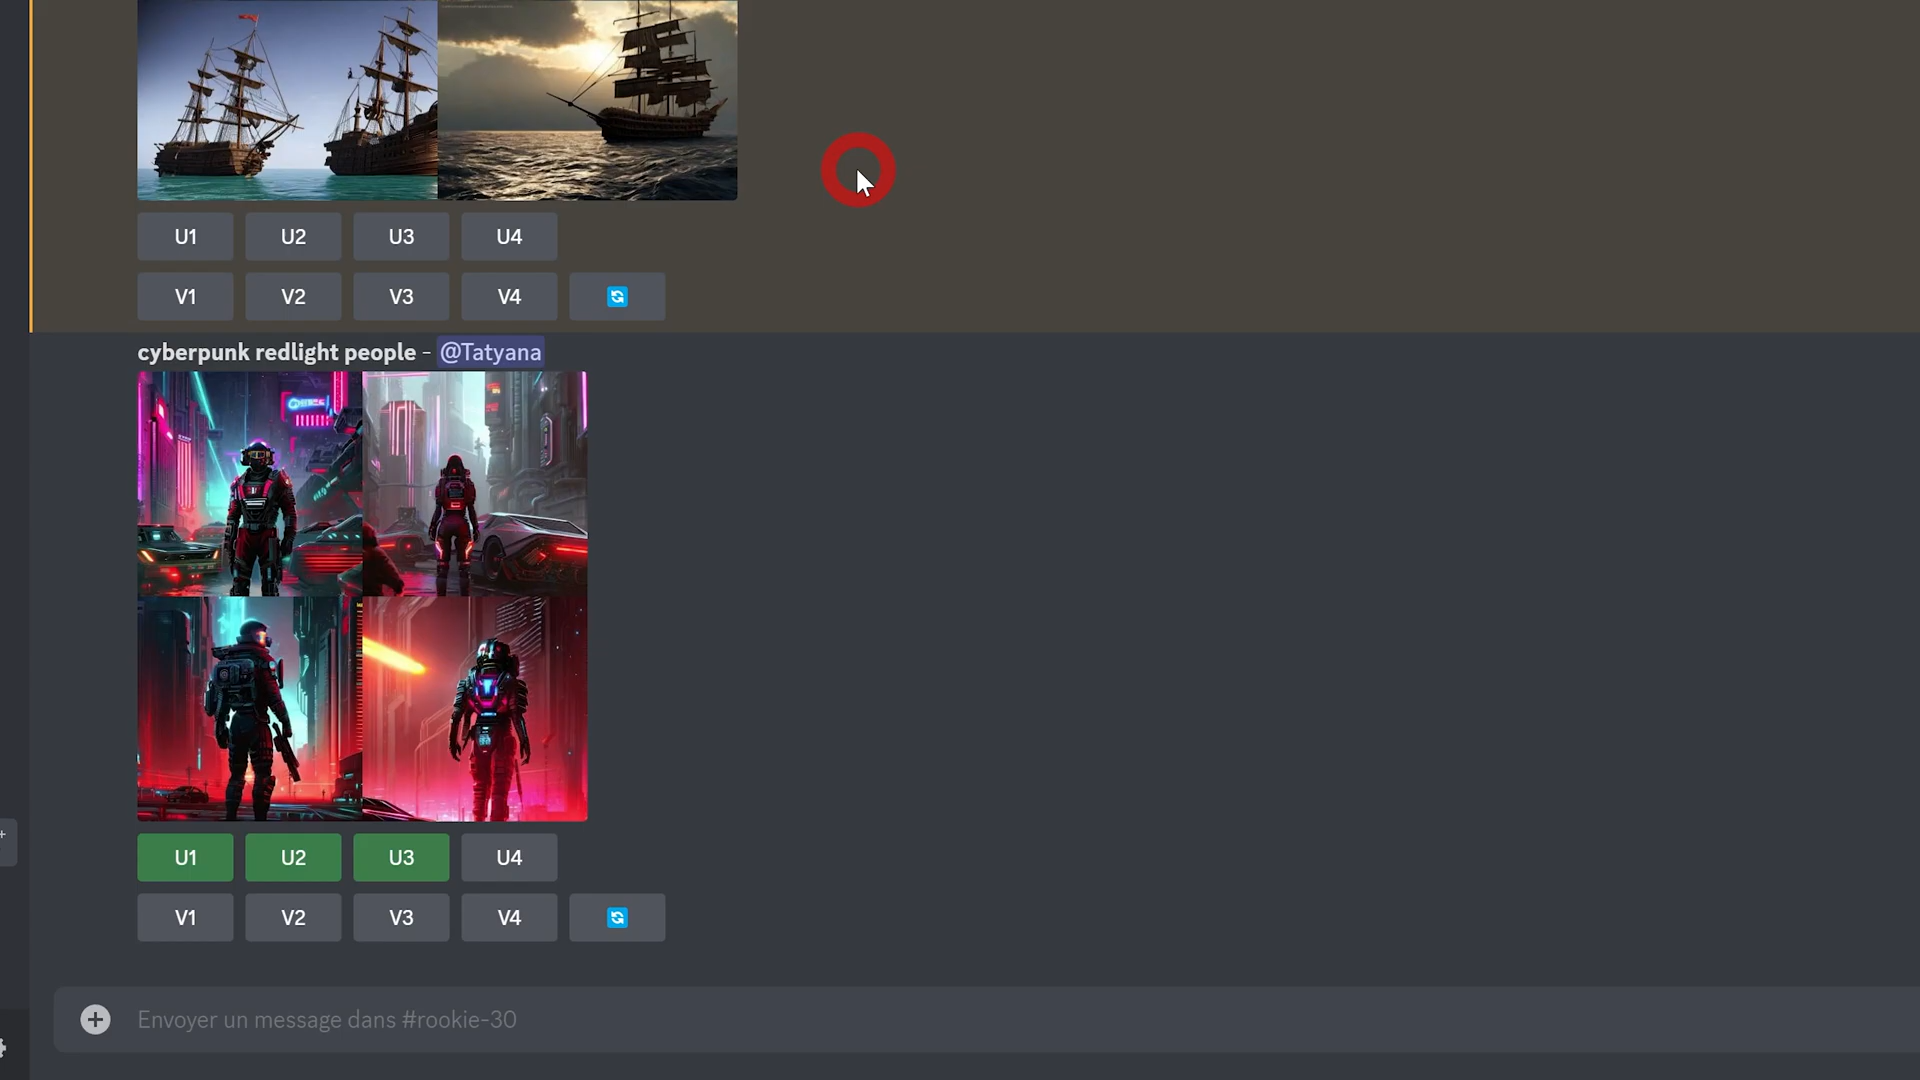 U1 U2 U3 U4
V1 V2 V3 V4
cyberpunk redlight people - @Tatyana
U1 U2 U3 U4
V1 V2 V3 V4
Envoyer un message dans #rookie-30